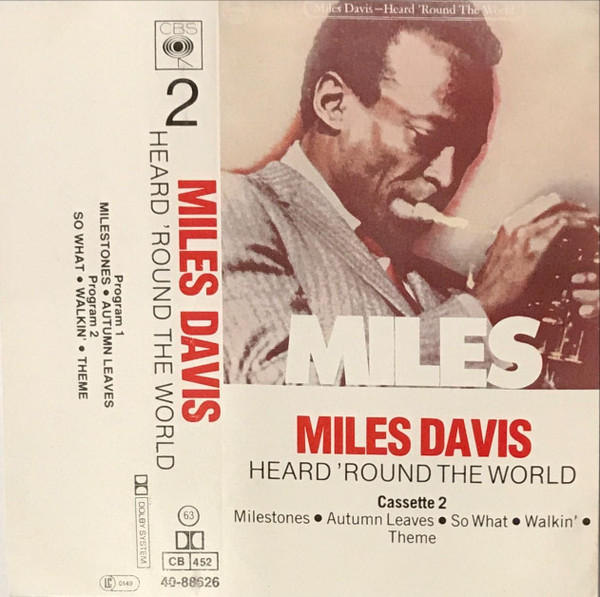 Program 1
MILESTONES • AUTUMN LEAVES
Program 2
SO WHAT • WALKIN' • THEME
CBS
2
MILES DAVIS
HEARD 'ROUND THE WORLD
DOLBY SYSTEM
63
CB 452
40-88626
LC 0149
Miles Davis—Heard 'Round The World
MILES
MILES DAVIS
HEARD 'ROUND THE WORLD
Cassette 2
Milestones • Autumn Leaves • So What • Walkin' •
Theme